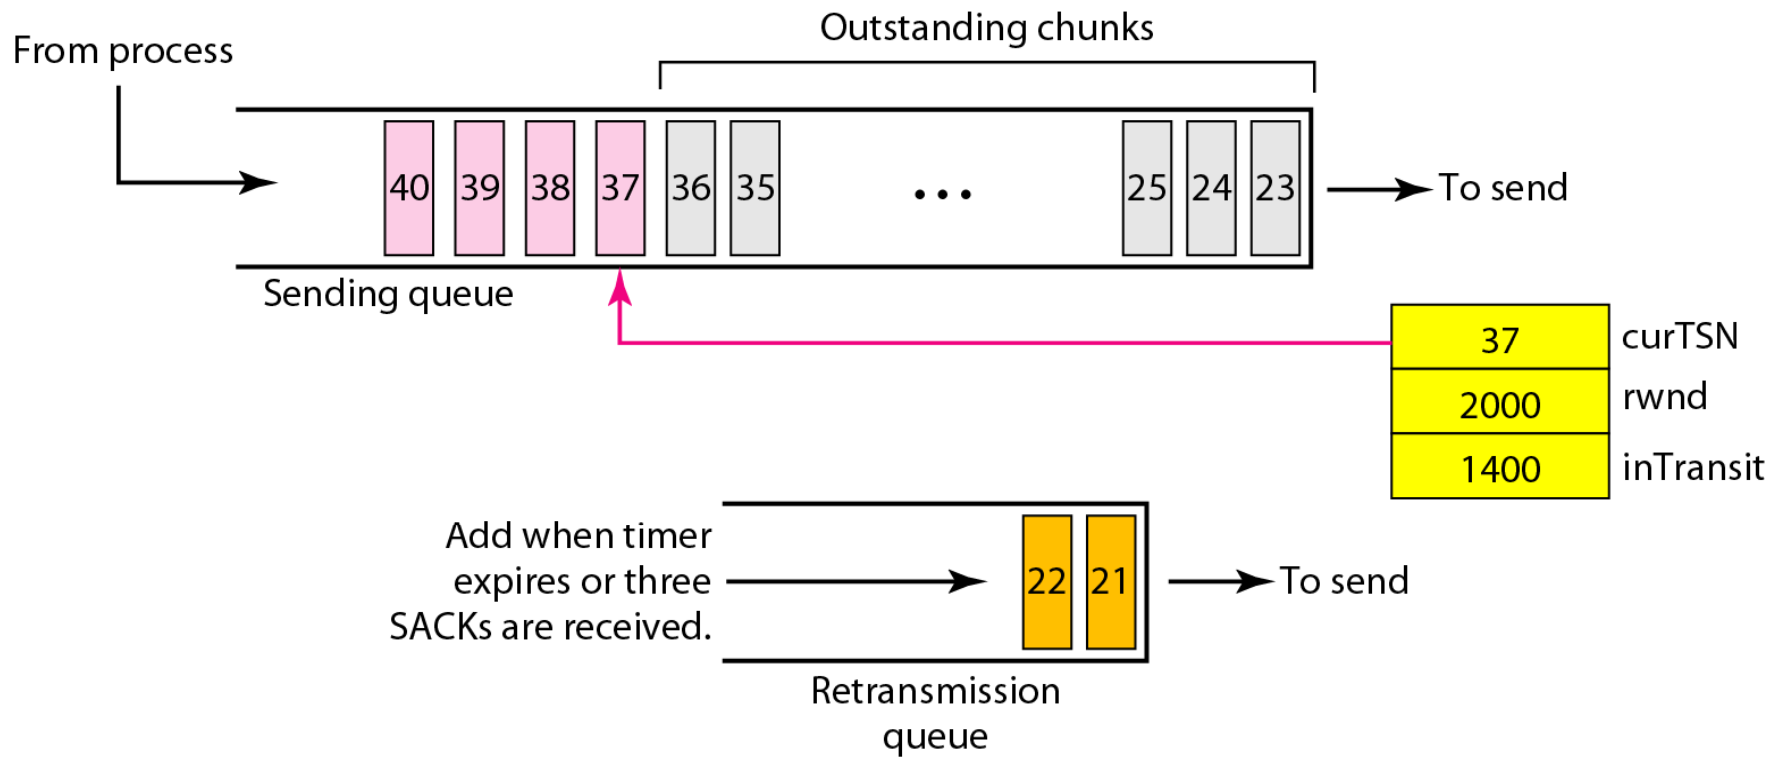 Outstanding chunks
From process
40 39 38 37 36 35 ... 25 24 23
To send
Sending queue
37 curTSN
2000 rwnd
1400 inTransit
Add when timer
expires or three
SACKs are received.
22 21
To send
Retransmission
queue